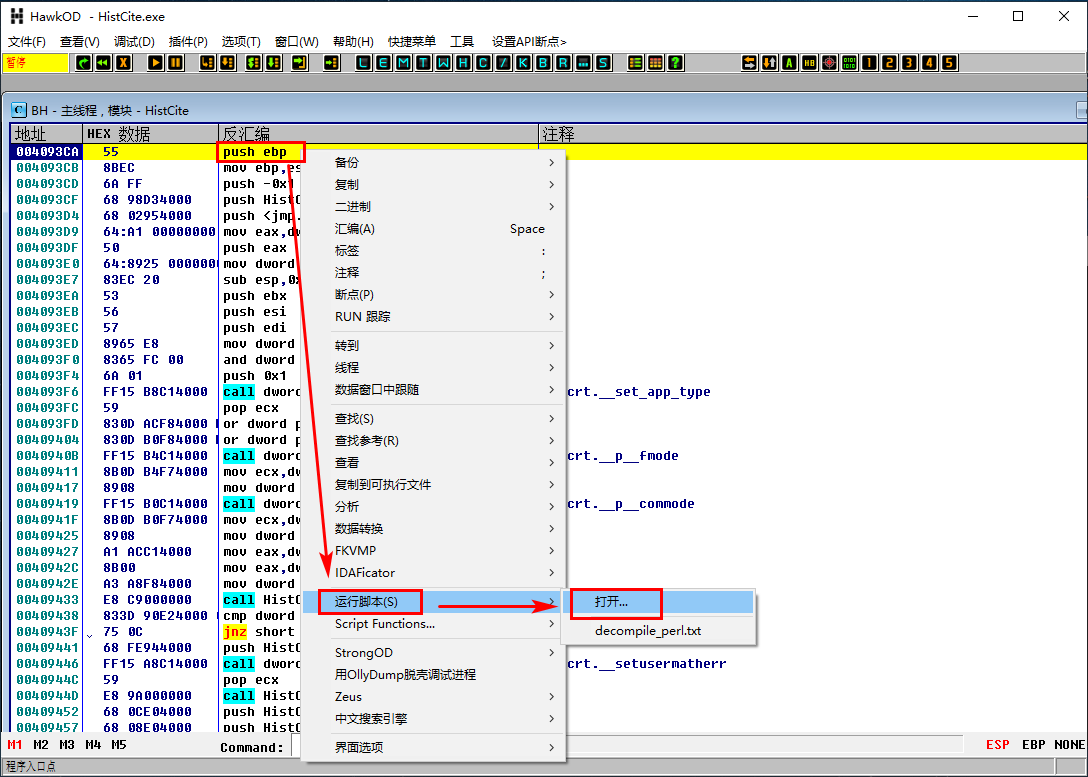 HawkOD - HistCite.exe
文件(F) 查看(V) 调试(D) 插件(P) 选项(T) 窗口(W) 帮助(H) 快捷菜单 工具 设置API断点>
暂停 L E M T W H C / K B R ... S ? A HB 1 2 3 4 5
C BH - 主线程 , 模块 - HistCite
地址 HEX 数据 反汇编 注释
004093CA 55 push ebp
004093CB 8BEC mov ebp,es
004093CD 6A FF push -0x1
004093CF 68 98D34000 push HistC
004093D4 68 02954000 push <jmp.
004093D9 64:A1 00000000 mov eax,dw
004093DF 50 push eax
004093E0 64:8925 000000 mov dword
004093E7 83EC 20 sub esp,0x
004093EA 53 push ebx
004093EB 56 push esi
004093EC 57 push edi
004093ED 8965 E8 mov dword
004093F0 8365 FC 00 and dword
004093F4 6A 01 push 0x1
004093F6 FF15 B8C14000 call dword crt.__set_app_type
004093FC 59 pop ecx
004093FD 830D ACF84000 or dword p
00409404 830D B0F84000 or dword p
0040940B FF15 B4C14000 call dword crt.__p__fmode
00409411 8B0D B4F74000 mov ecx,dw
00409417 8908 mov dword
00409419 FF15 B0C14000 call dword crt.__p__commode
0040941F 8B0D B0F74000 mov ecx,dw
00409425 8908 mov dword
00409427 A1 ACC14000 mov eax,dw
0040942C 8B00 mov eax,dw
0040942E A3 A8F84000 mov dword
00409433 E8 C9000000 call HistC
00409438 833D 90E24000 cmp dword
0040943F 75 0C jnz short
00409441 68 FE944000 push HistC
00409446 FF15 A8C14000 call dword crt.__setusermatherr
0040944C 59 pop ecx
0040944D E8 9A000000 call HistC
00409452 68 0CE04000 push HistC
00409457 68 08E04000 push HistC
备份
复制
二进制
汇编(A) Space
标签 :
注释 ;
断点(P)
RUN 跟踪
转到
线程
数据窗口中跟随
查找(S)
查找参考(R)
查看
复制到可执行文件
分析
数据转换
FKVMP
IDAFicator
运行脚本(S)
Script Functions...
StrongOD
用OllyDump脱壳调试进程
Zeus
中文搜索引擎
界面选项
打开...
decompile_perl.txt
M1 M2 M3 M4 M5 Command: ESP EBP NONE
程序入口点